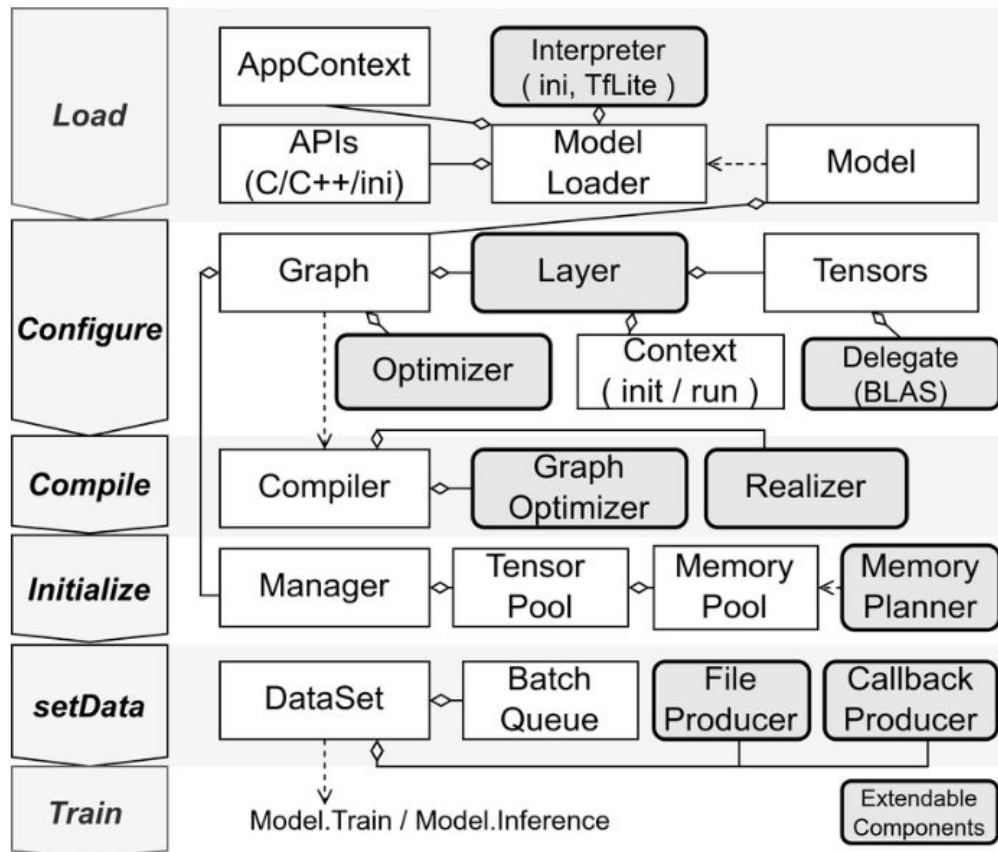 Load
AppContext
Interpreter
( ini, TfLite )
APIs
(C/C++/ini)
Model
Loader
Model
Configure
Graph
Layer
Tensors
Optimizer
Context
( init / run )
Delegate
(BLAS)
Compile
Compiler
Graph
Optimizer
Realizer
Initialize
Manager
Tensor
Pool
Memory
Pool
Memory
Planner
setData
DataSet
Batch
Queue
File
Producer
Callback
Producer
Train
Model.Train / Model.Inference
Extendable
Components